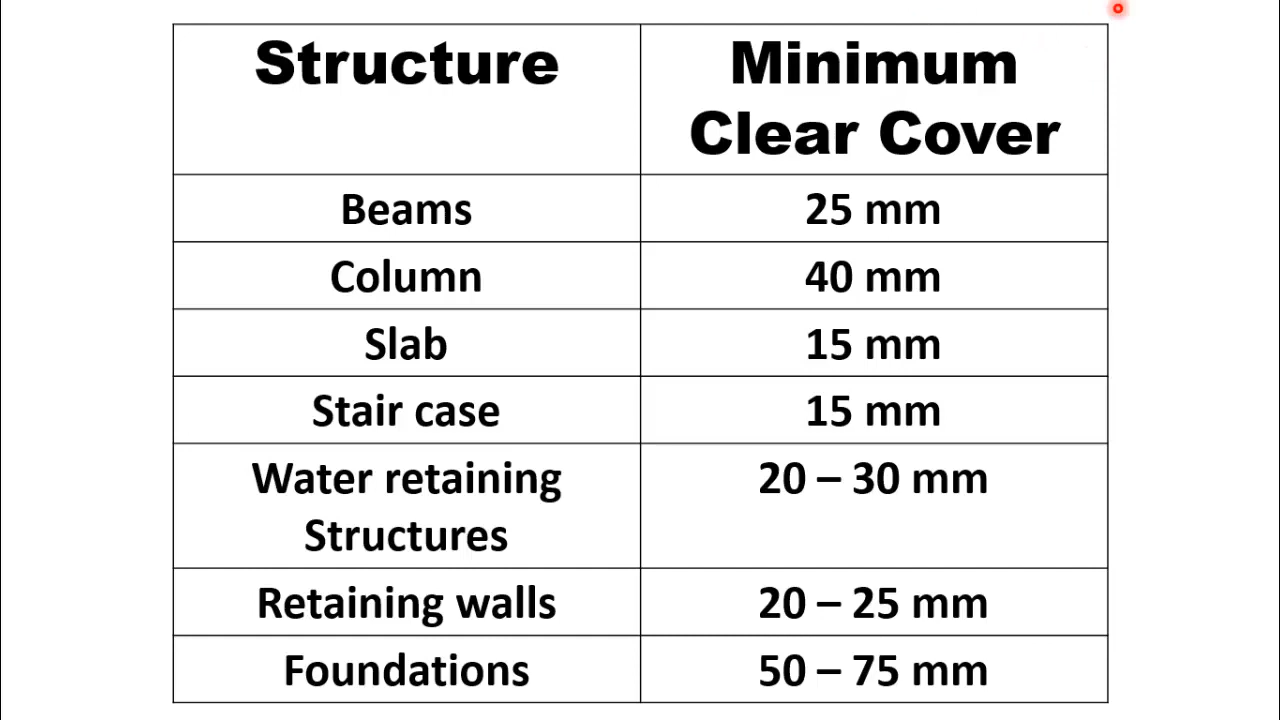 Structure
Minimum
Clear Cover
Beams
25 mm
Column
40 mm
Slab
15 mm
Stair case
15 mm
Water retaining
Structures
20 – 30 mm
Retaining walls
20 – 25 mm
Foundations
50 – 75 mm